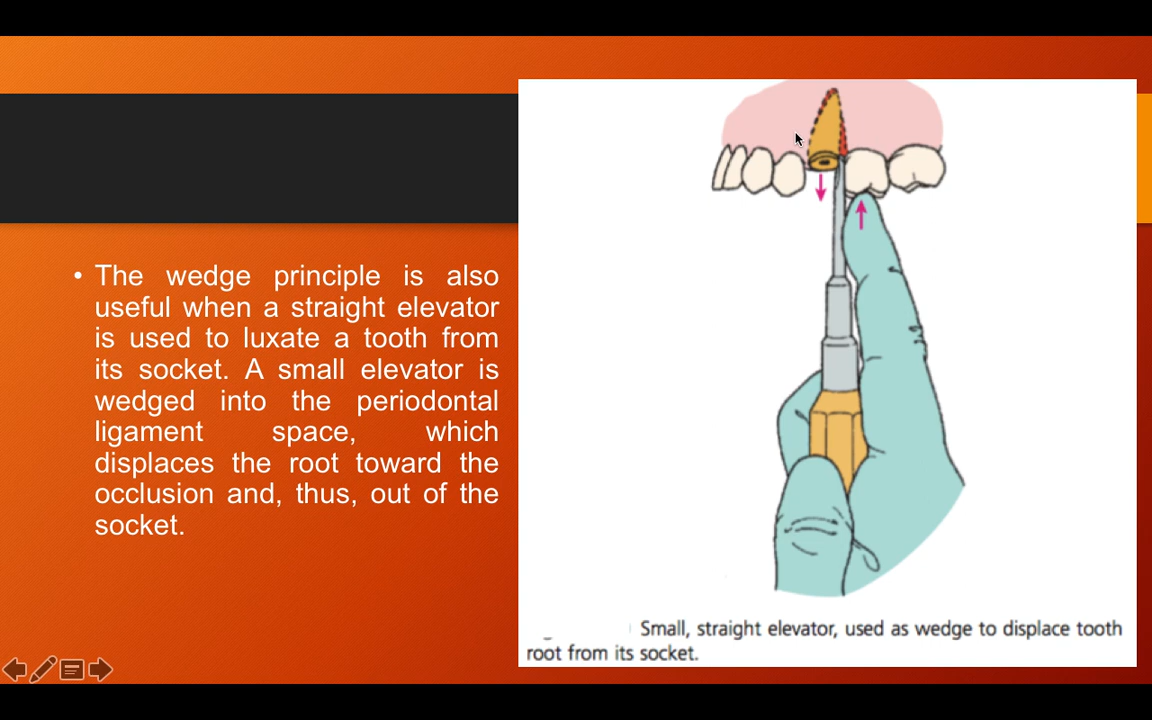 • The wedge principle is also
useful when a straight elevator
is used to luxate a tooth from
its socket. A small elevator is
wedged into the periodontal
ligament space, which
displaces the root toward the
occlusion and, thus, out of the
socket.
Small, straight elevator, used as wedge to displace tooth
root from its socket.